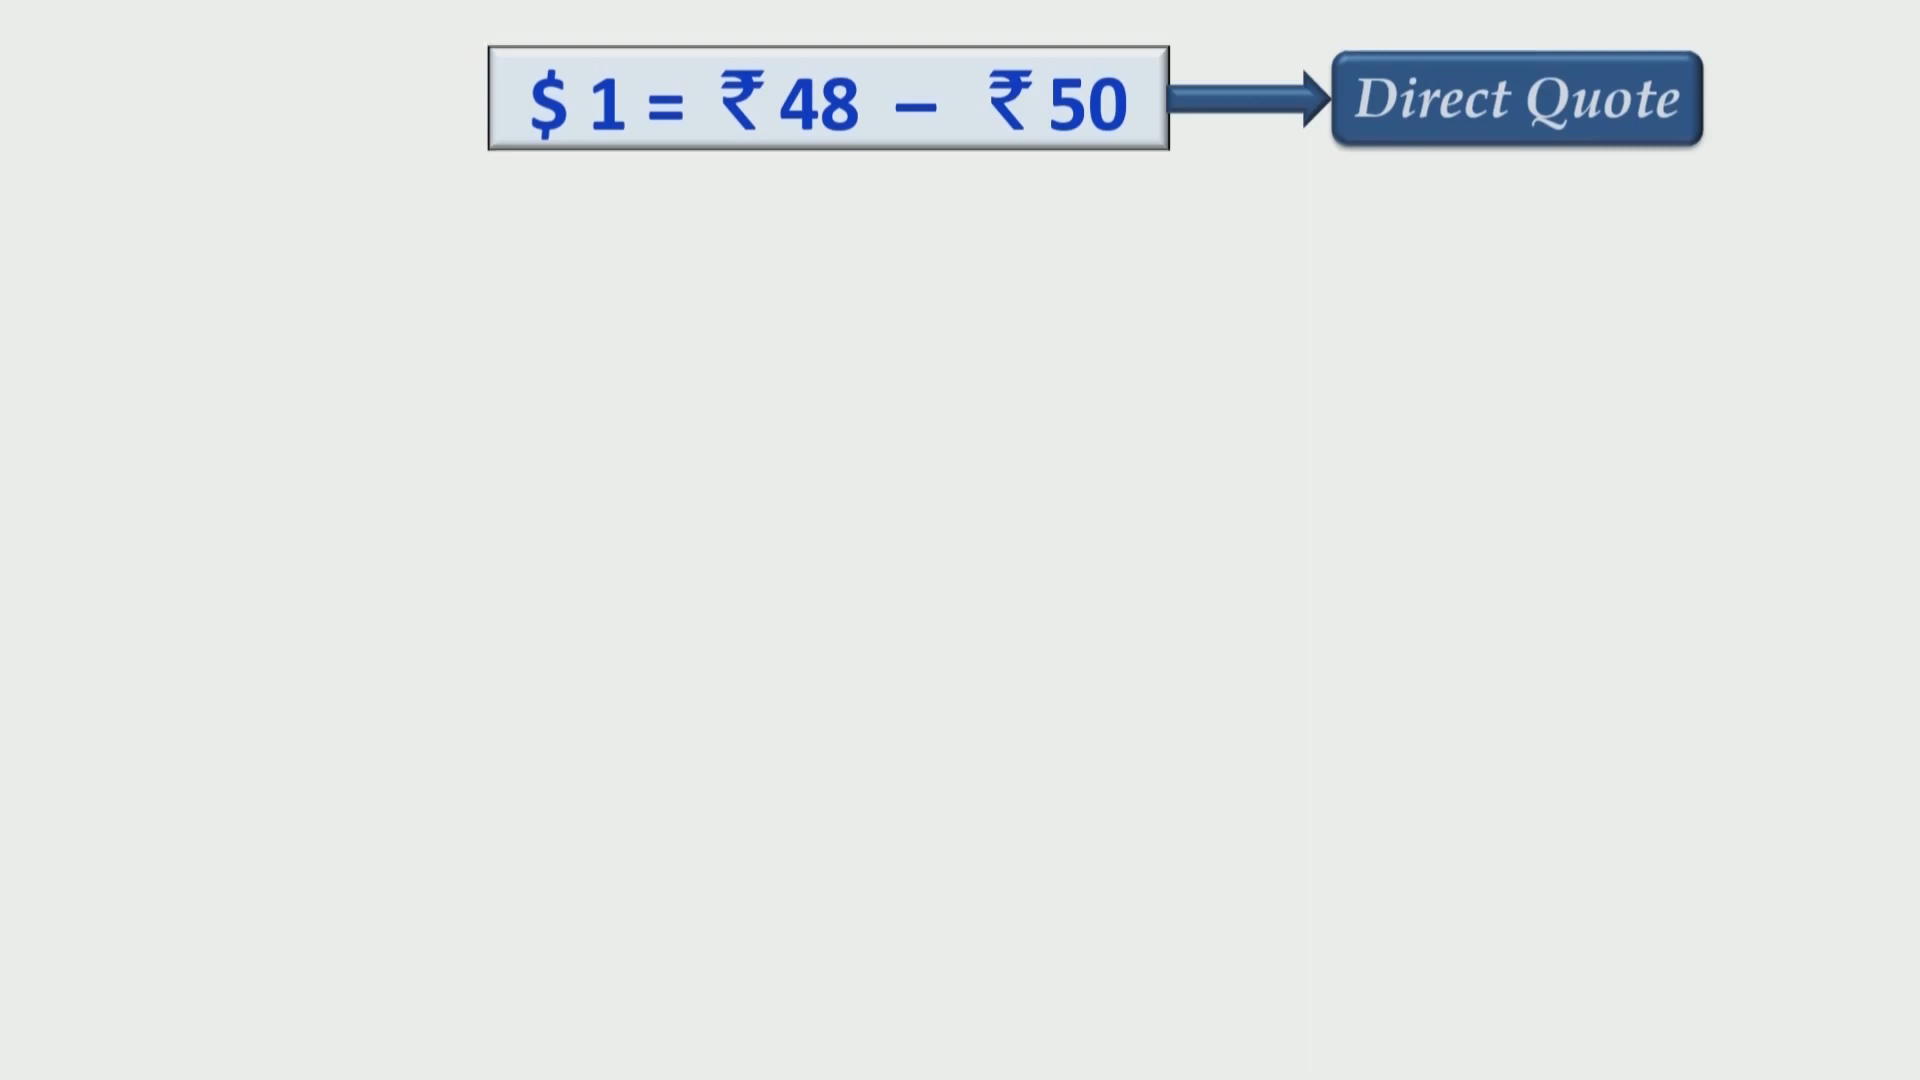 $ 1 = ₹ 48 – ₹ 50
Direct Quote